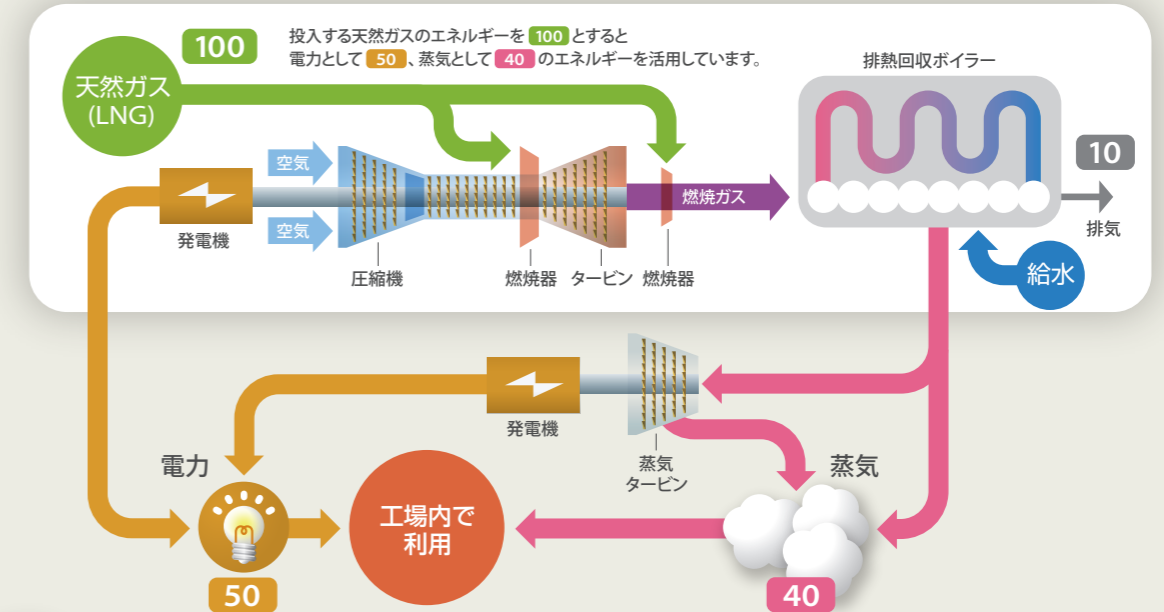 100
投入する天然ガスのエネルギーを 100 とすると
電力として 50 、蒸気として 40 のエネルギーを活用しています。
天然ガス
(LNG)
排熱回収ボイラー
10
排気
空気
空気
燃焼ガス
発電機
圧縮機
燃焼器
タービン
燃焼器
給水
発電機
蒸気
タービン
電力
蒸気
工場内で
利用
50
40